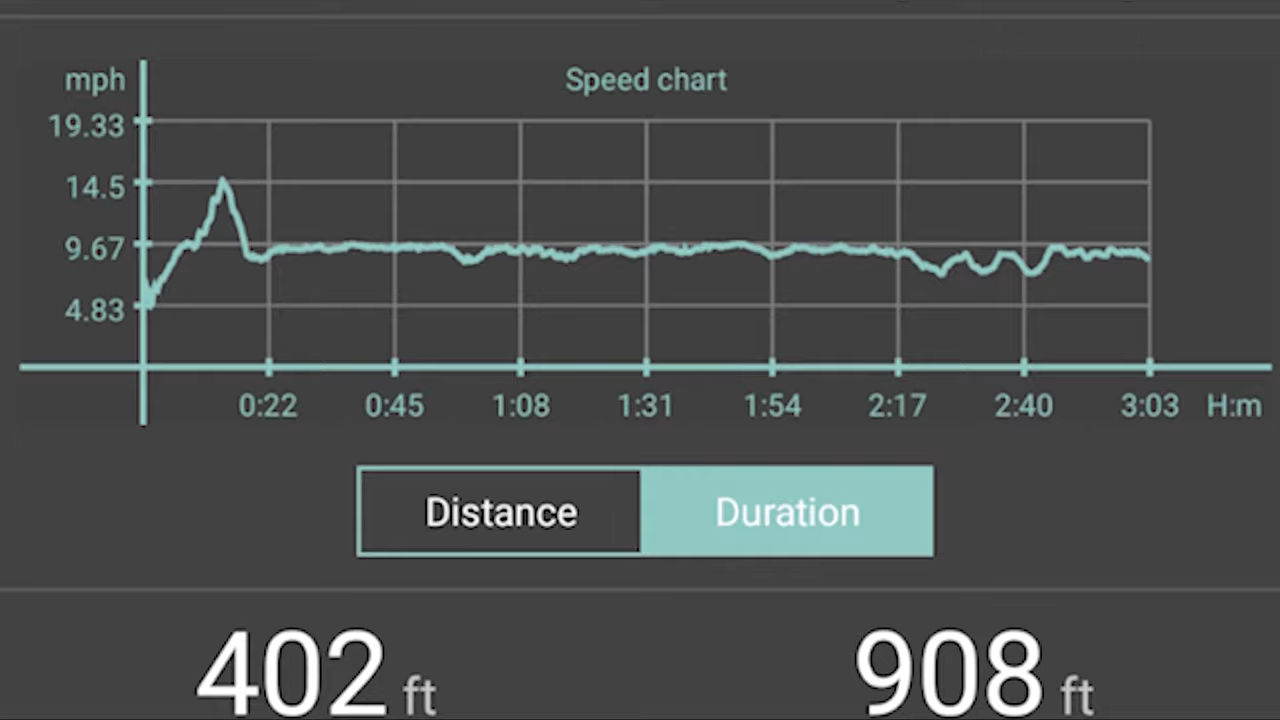 mph
Speed chart
19.33
14.5
9.67
4.83
0:22 0:45 1:08 1:31 1:54 2:17 2:40 3:03 H:m
Distance Duration
402 ft 908 ft